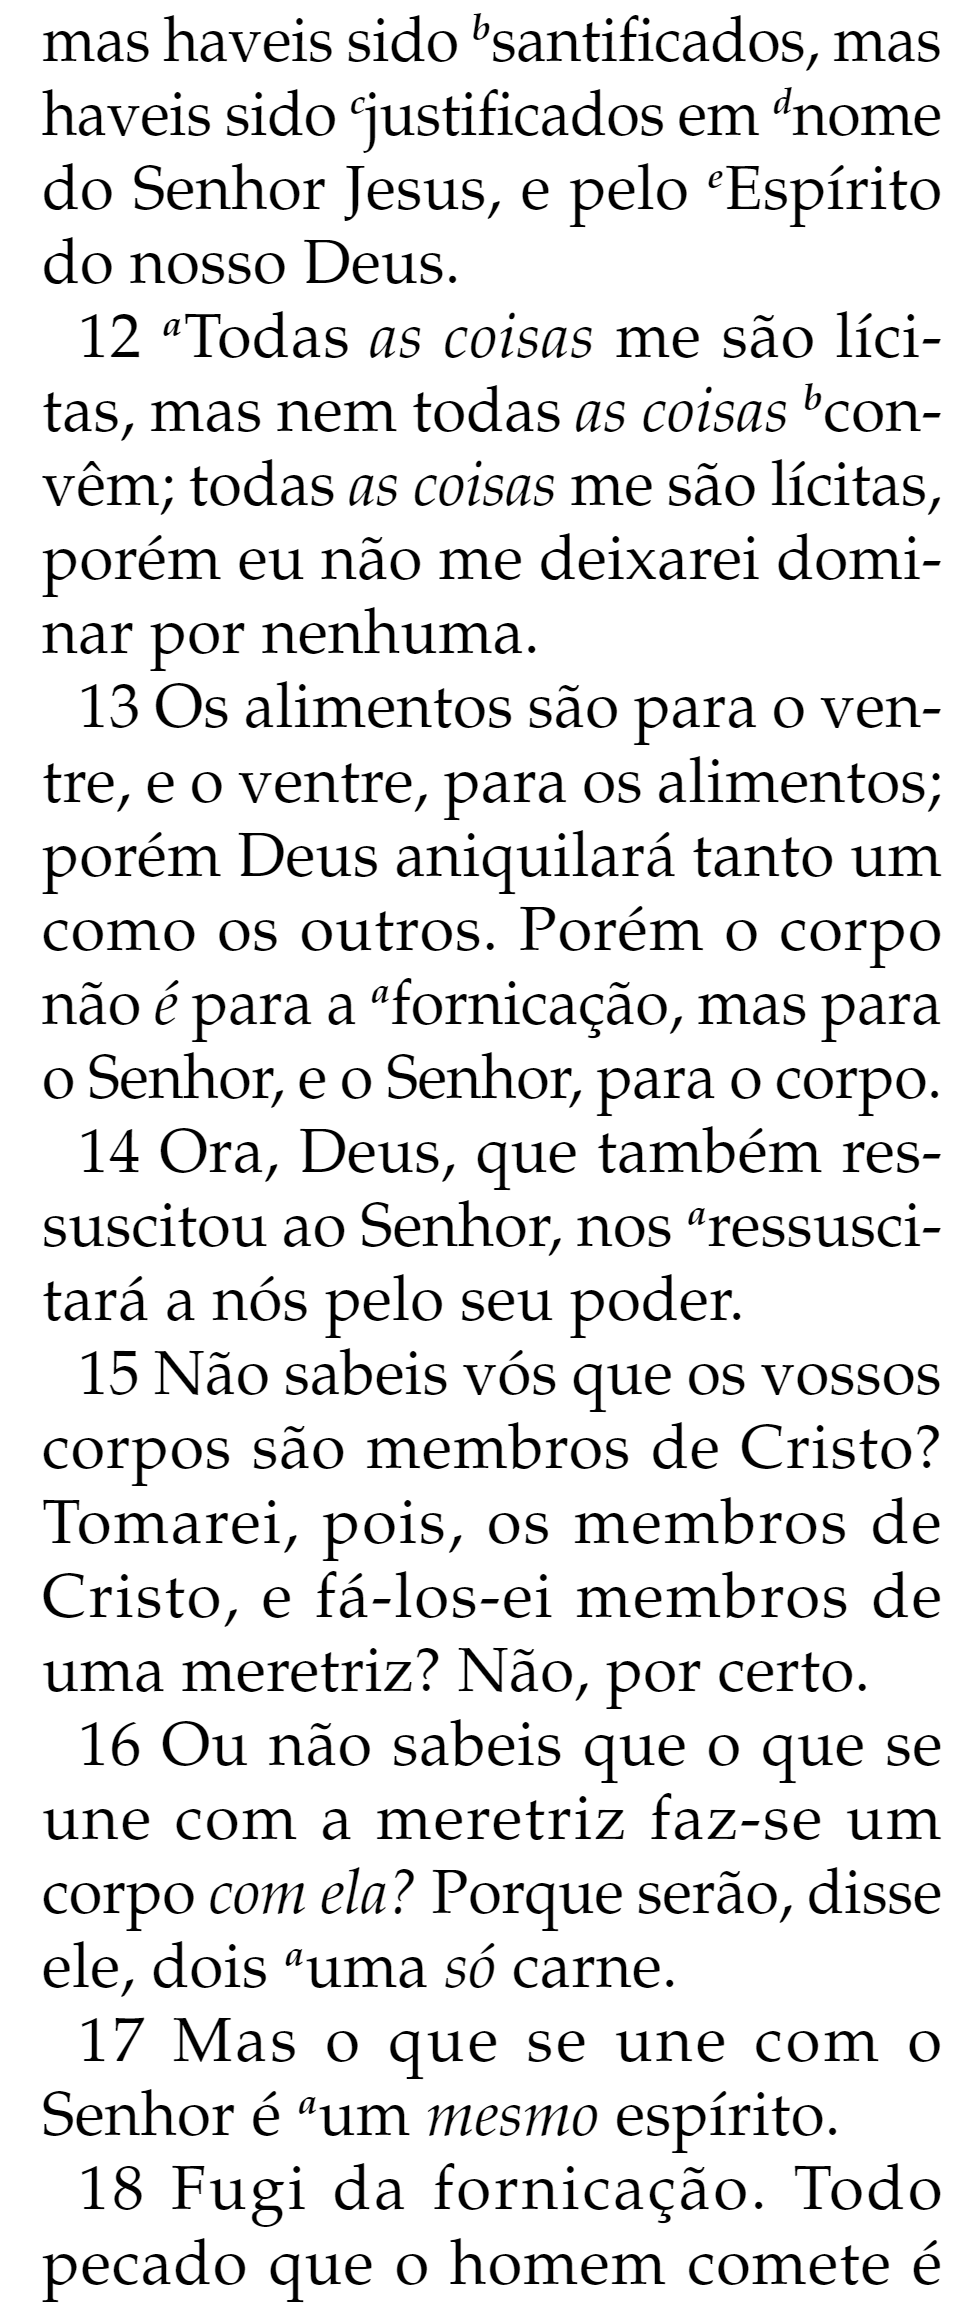 mas haveis sido bsantificados, mas
haveis sido cjustificados em dnome
do Senhor Jesus, e pelo eEspírito
do nosso Deus.
12 aTodas as coisas me são líci-
tas, mas nem todas as coisas bcon-
vêm; todas as coisas me são lícitas,
porém eu não me deixarei domi-
nar por nenhuma.
13 Os alimentos são para o ven-
tre, e o ventre, para os alimentos;
porém Deus aniquilará tanto um
como os outros. Porém o corpo
não é para a afornicação, mas para
o Senhor, e o Senhor, para o corpo.
14 Ora, Deus, que também res-
suscitou ao Senhor, nos aressusci-
tará a nós pelo seu poder.
15 Não sabeis vós que os vossos
corpos são membros de Cristo?
Tomarei, pois, os membros de
Cristo, e fá-los-ei membros de
uma meretriz? Não, por certo.
16 Ou não sabeis que o que se
une com a meretriz faz-se um
corpo com ela? Porque serão, disse
ele, dois auma só carne.
17 Mas o que se une com o
Senhor é aum mesmo espírito.
18 Fugi da fornicação. Todo
pecado que o homem comete é